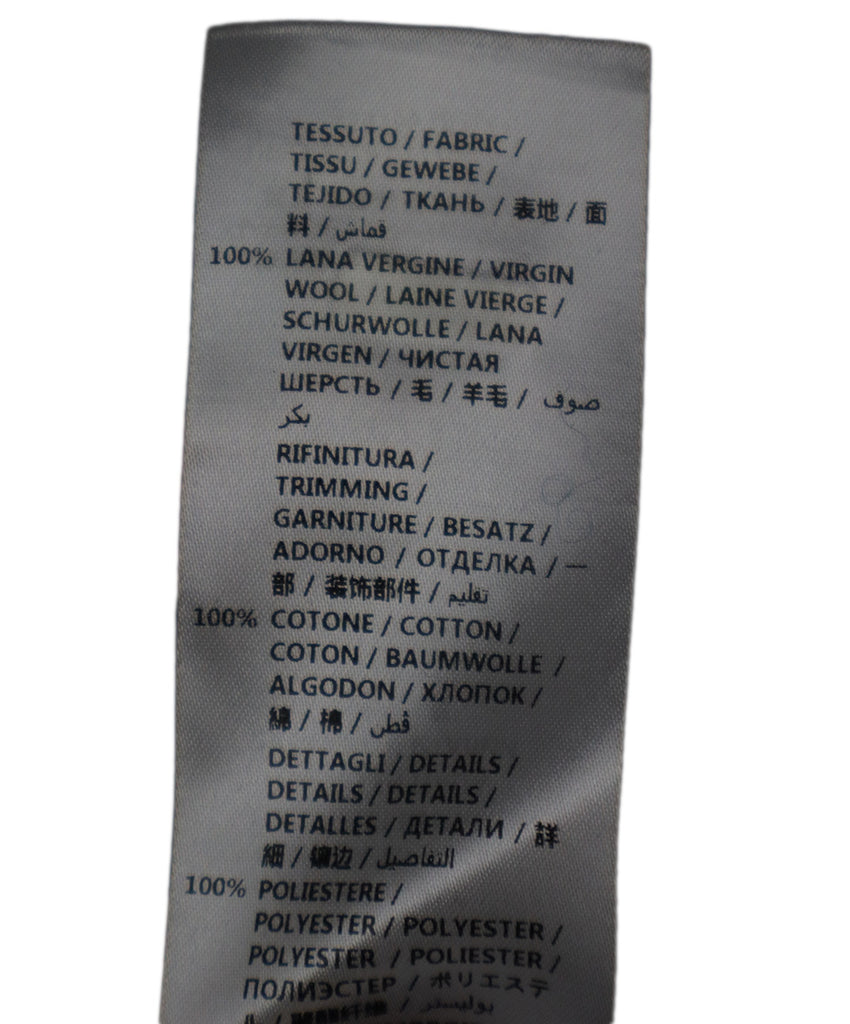 TESSUTO / FABRIC /
TISSU / GEWEBE /
TEJIDO / ТКАНЬ / 表地 / 面
料 / قماش
100% LANA VERGINE / VIRGIN
WOOL / LAINE VIERGE /
SCHURWOLLE / LANA
VIRGEN / ЧИСТАЯ
ШЕРСТЬ / 毛 / 羊毛 / صوف
بكر
RIFINITURA /
TRIMMING /
GARNITURE / BESATZ /
ADORNO / ОТДЕЛКА / 一
部 / 装饰部件 / تقليم
100% COTONE / COTTON /
COTON / BAUMWOLLE /
ALGODON / ХЛОПОК /
綿 / 棉 / قطن
DETTAGLI / DETAILS /
DETAILS / DETAILS /
DETALLES / ДЕТАЛИ / 詳
細 / 镶边 / التفاصيل
100% POLIESTERE /
POLYESTER / POLYESTER /
POLYESTER / POLIESTER /
ПОЛИЭСТЕР / ポリエステ
ル / بوليستر